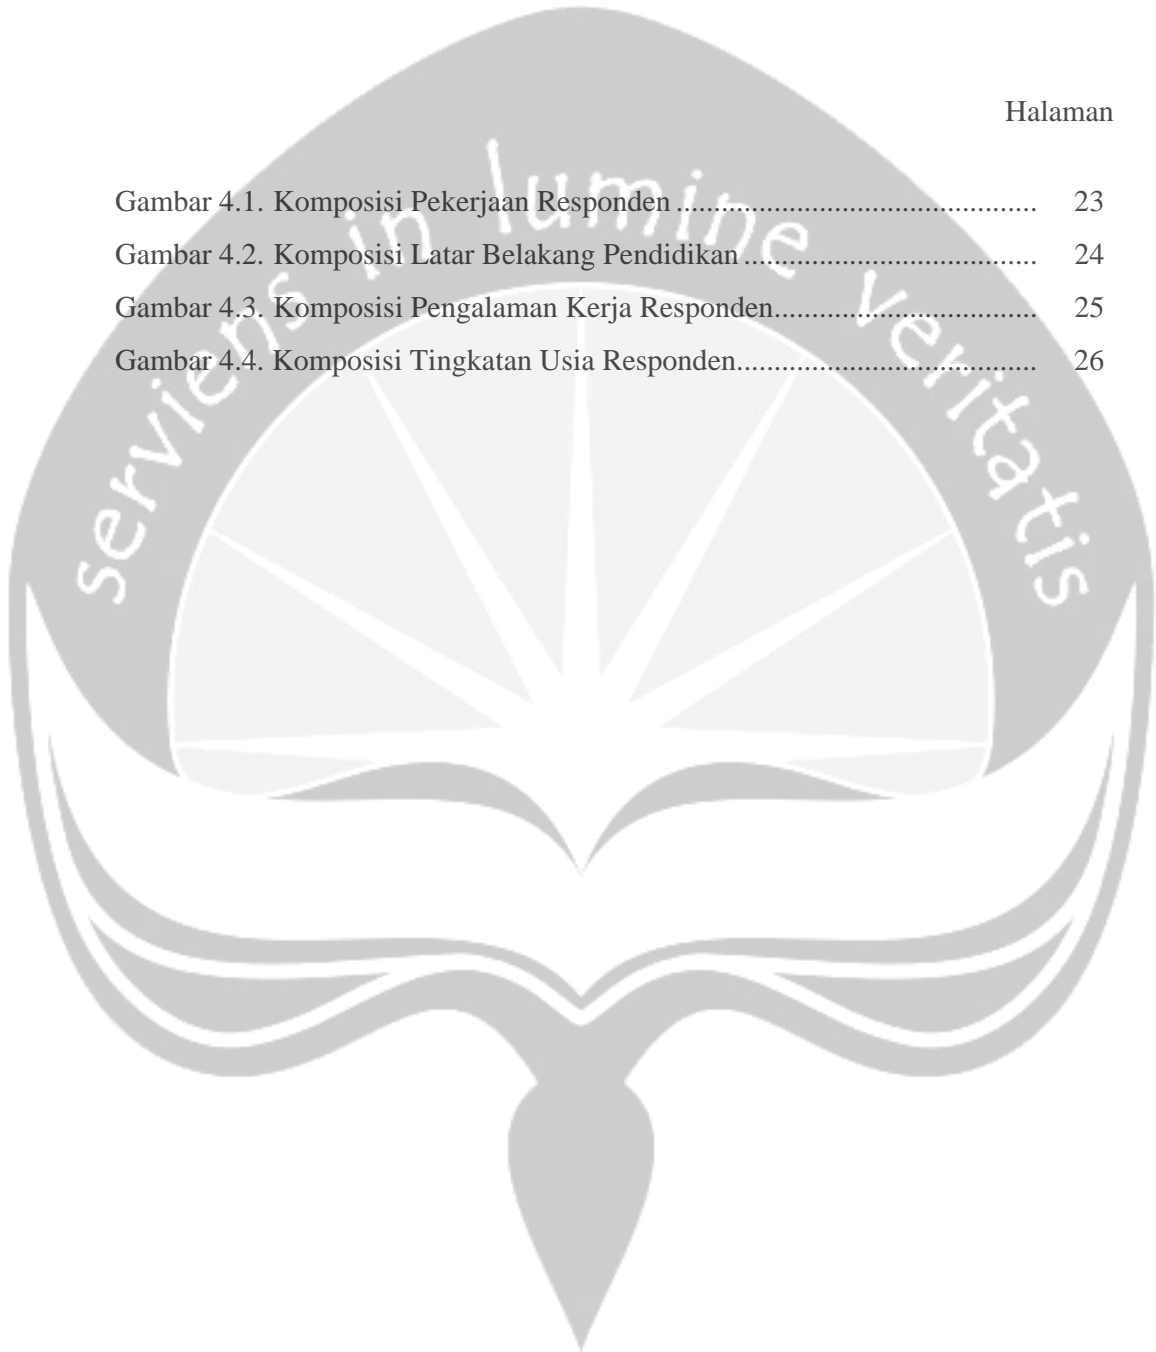 Halaman
Gambar 4.1. Komposisi Pekerjaan Responden ................................................ 23
Gambar 4.2. Komposisi Latar Belakang Pendidikan ....................................... 24
Gambar 4.3. Komposisi Pengalaman Kerja Responden................................... 25
Gambar 4.4. Komposisi Tingkatan Usia Responden........................................ 26
serviens in lumine veritatis